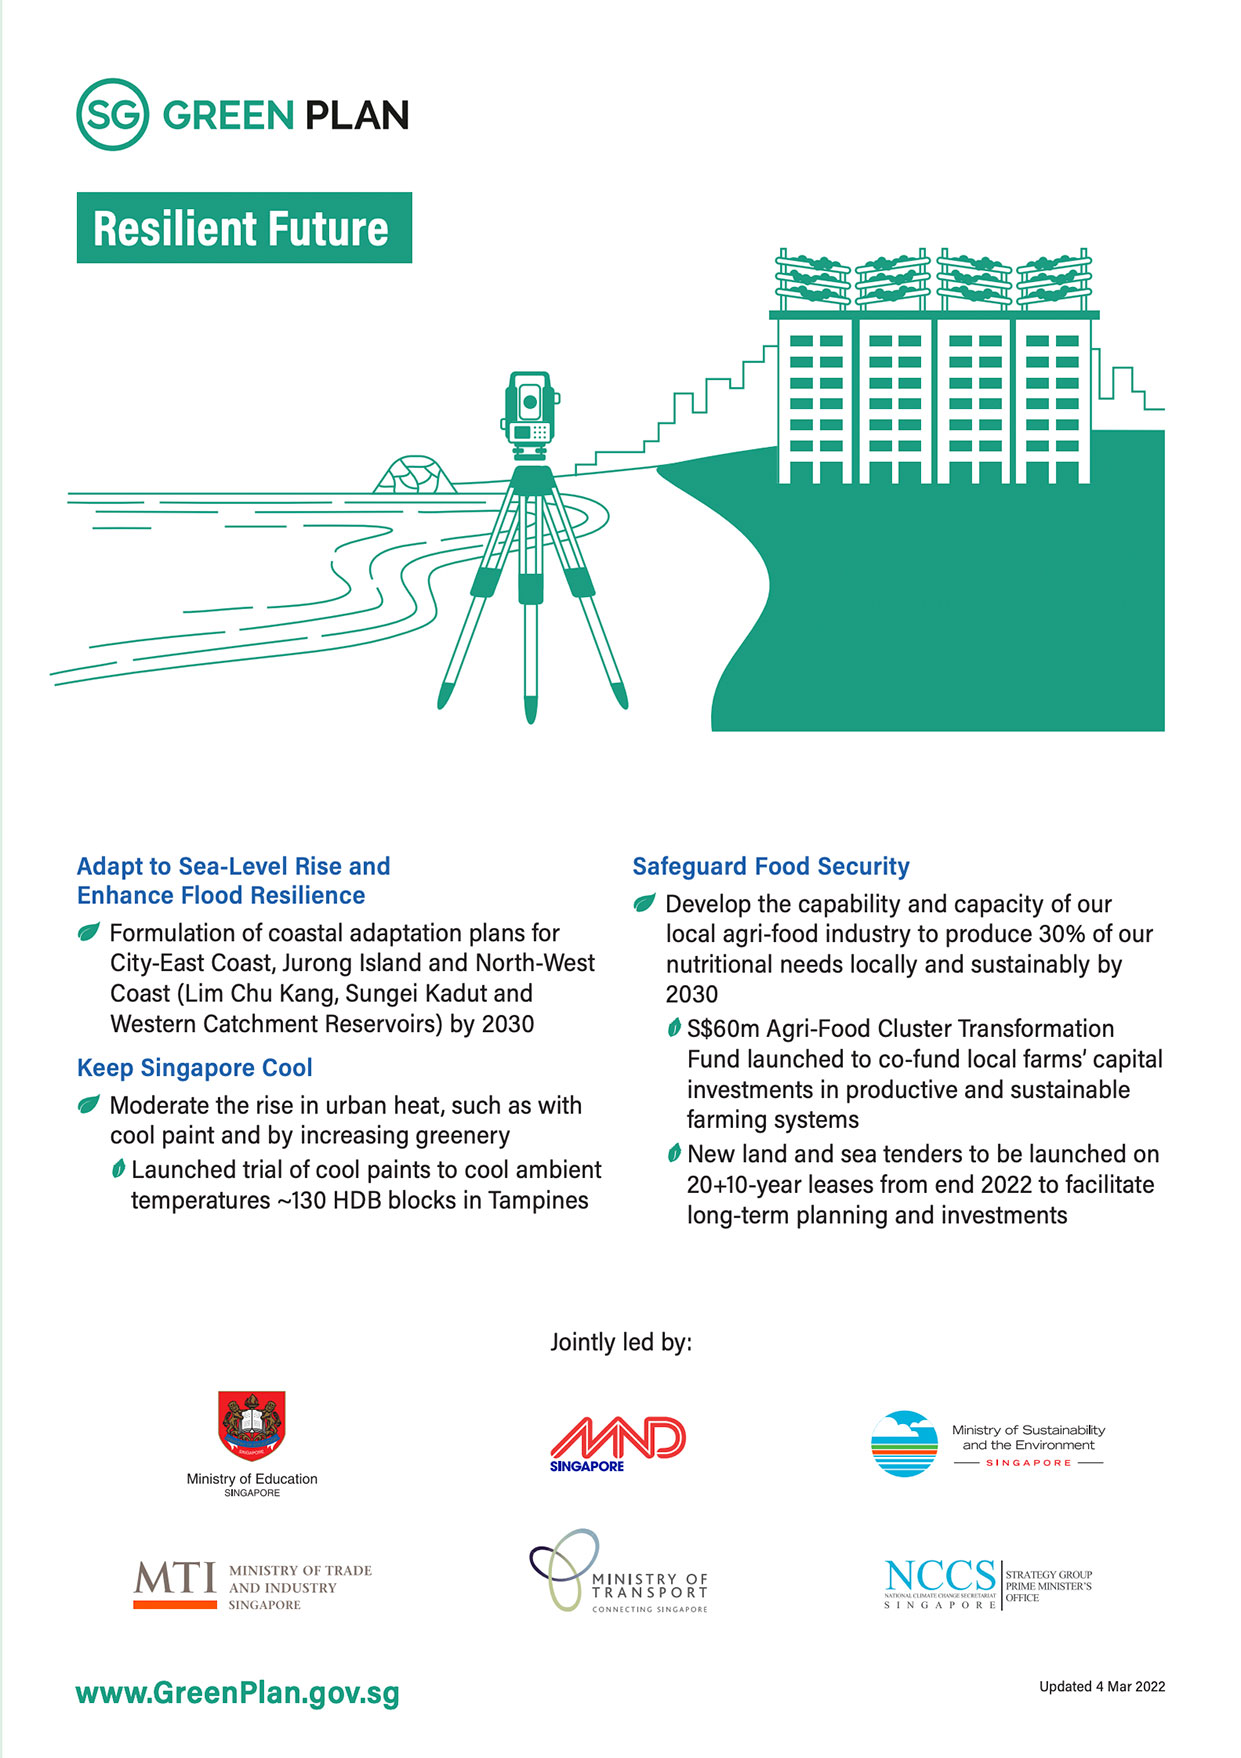 SG GREEN PLAN
Resilient Future
Adapt to Sea-Level Rise and
Enhance Flood Resilience
Formulation of coastal adaptation plans for
City-East Coast, Jurong Island and North-West
Coast (Lim Chu Kang, Sungei Kadut and
Western Catchment Reservoirs) by 2030
Keep Singapore Cool
Moderate the rise in urban heat, such as with
cool paint and by increasing greenery
Launched trial of cool paints to cool ambient
temperatures ~130 HDB blocks in Tampines
Safeguard Food Security
Develop the capability and capacity of our
local agri-food industry to produce 30% of our
nutritional needs locally and sustainably by
2030
S$60m Agri-Food Cluster Transformation
Fund launched to co-fund local farms' capital
investments in productive and sustainable
farming systems
New land and sea tenders to be launched on
20+10-year leases from end 2022 to facilitate
long-term planning and investments
Jointly led by:
SINGAPORE
Ministry of Education
SINGAPORE
MND
SINGAPORE
Ministry of Sustainability
and the Environment
SINGAPORE
MTI
MINISTRY OF TRADE
AND INDUSTRY
SINGAPORE
MINISTRY OF
TRANSPORT
CONNECTING SINGAPORE
NCCS
NATIONAL CLIMATE CHANGE SECRETARIAT
SINGAPORE
STRATEGY GROUP
PRIME MINISTER'S
OFFICE
www.GreenPlan.gov.sg
Updated 4 Mar 2022